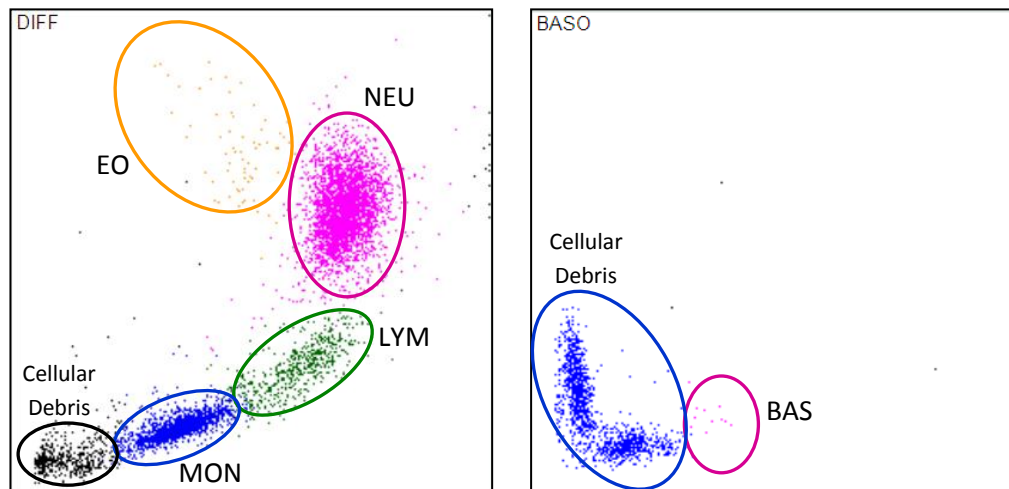 DIFF
NEU
EO
LYM
Cellular
Debris
MON
BASO
Cellular
Debris
BAS